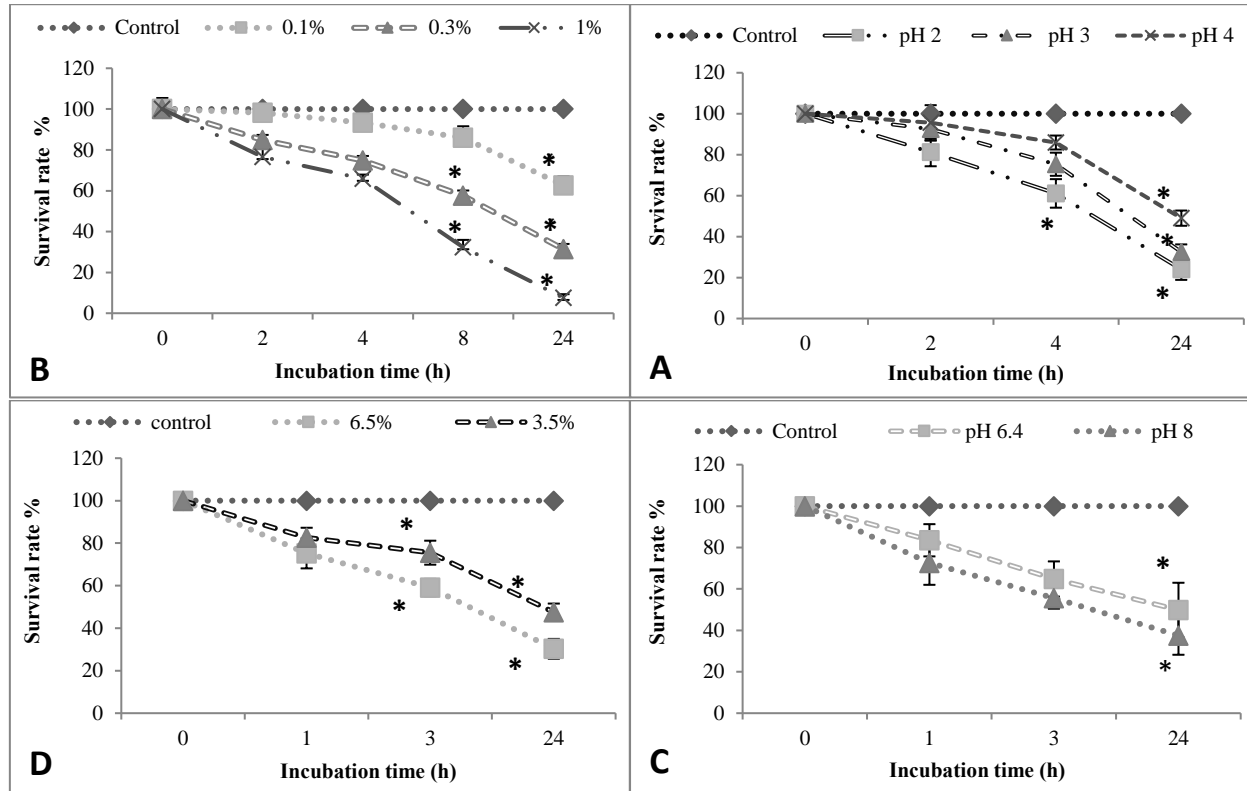 Control 0.1% 0.3% 1%
120
100
80
60
40
20
0
Survival rate %
* * * * *
0 2 4 8 24
Incubation time (h)
B
Control pH 2 pH 3 pH 4
120
100
80
60
40
20
0
Srvival rate %
* * * *
0 2 4 24
Incubation time (h)
A
control 6.5% 3.5%
120
100
80
60
40
20
0
Survival rate %
* * * *
0 1 3 24
Incubation time (h)
D
Control pH 6.4 pH 8
120
100
80
60
40
20
0
Survival rate %
* *
0 1 3 24
Incubation time (h)
C